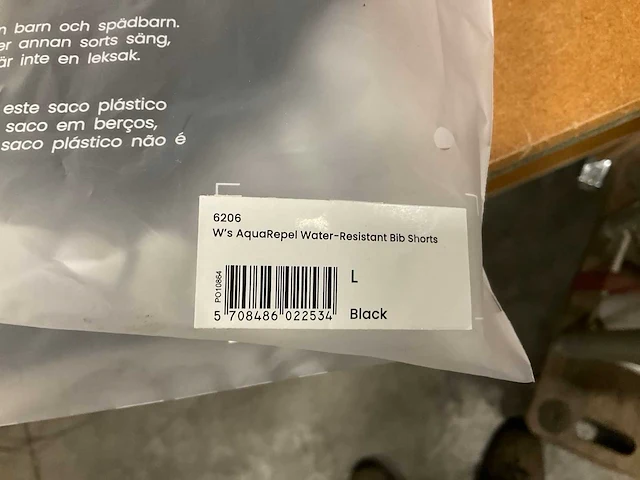 barn och spädbarn.
annan sorts säng,
är inte en leksak.
este saco plástico
saco em berços,
saco plástico não é
6206
W's AquaRepel Water-Resistant Bib Shorts
PO10864
L
5 708486 022534
Black